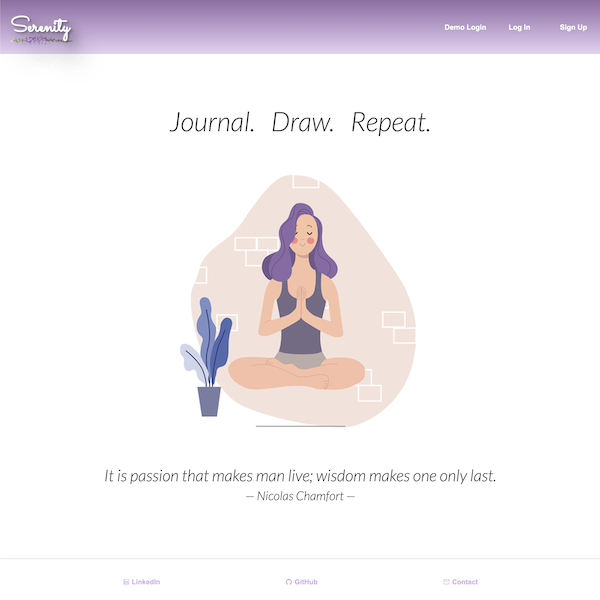 Serenity
Demo Login
Log In
Sign Up
Journal. Draw. Repeat.
It is passion that makes man live; wisdom makes one only last.
— Nicolas Chamfort —
LinkedIn
GitHub
Contact